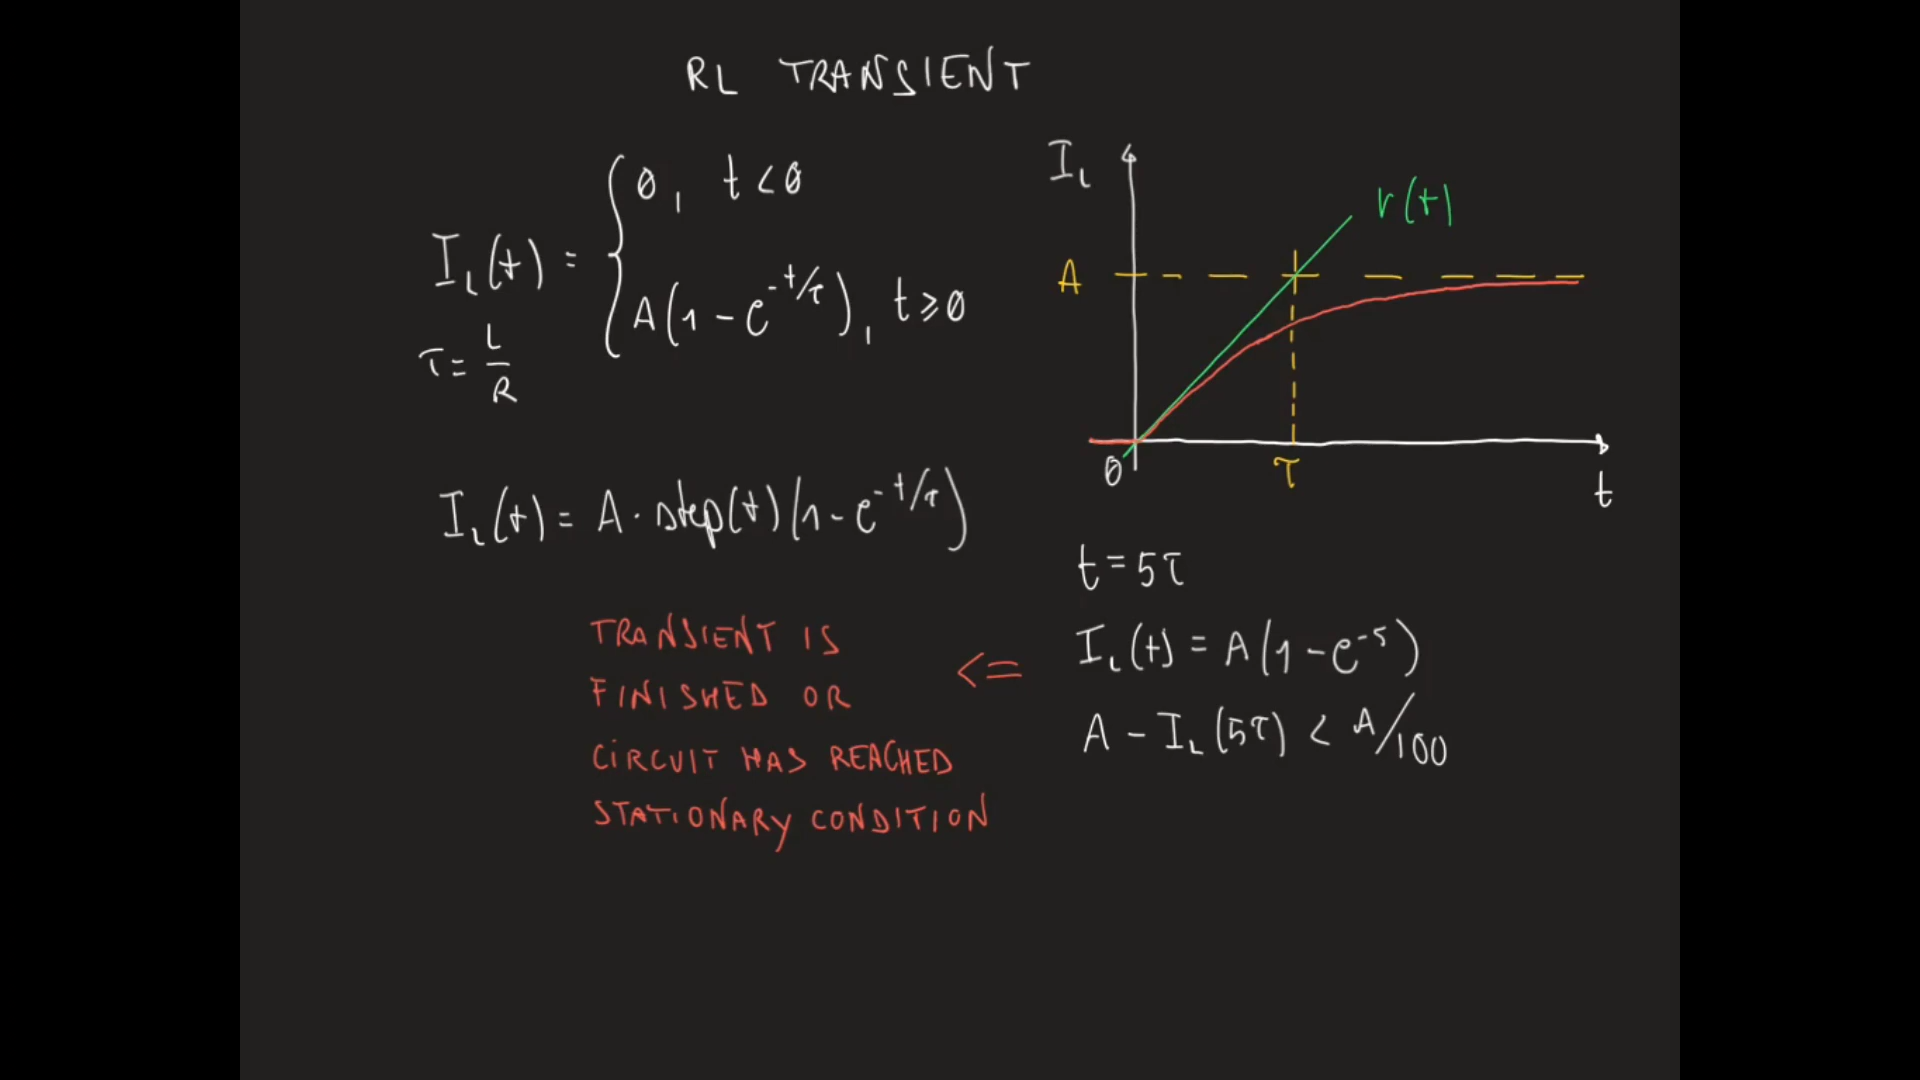 RL TRANSIENT
I_L(t) = { 0, t<0
A(1 - e^{-t/τ}), t≥0
τ = L/R
I_L(t) = A · step(t)(1 - e^{-t/τ})
TRANSIENT IS
FINISHED OR
CIRCUIT HAS REACHED
STATIONARY CONDITION
<=
I_L
r(t)
A
0
τ
t
t = 5τ
I_L(t) = A(1 - e^{-5})
A - I_L(5τ) < A/100